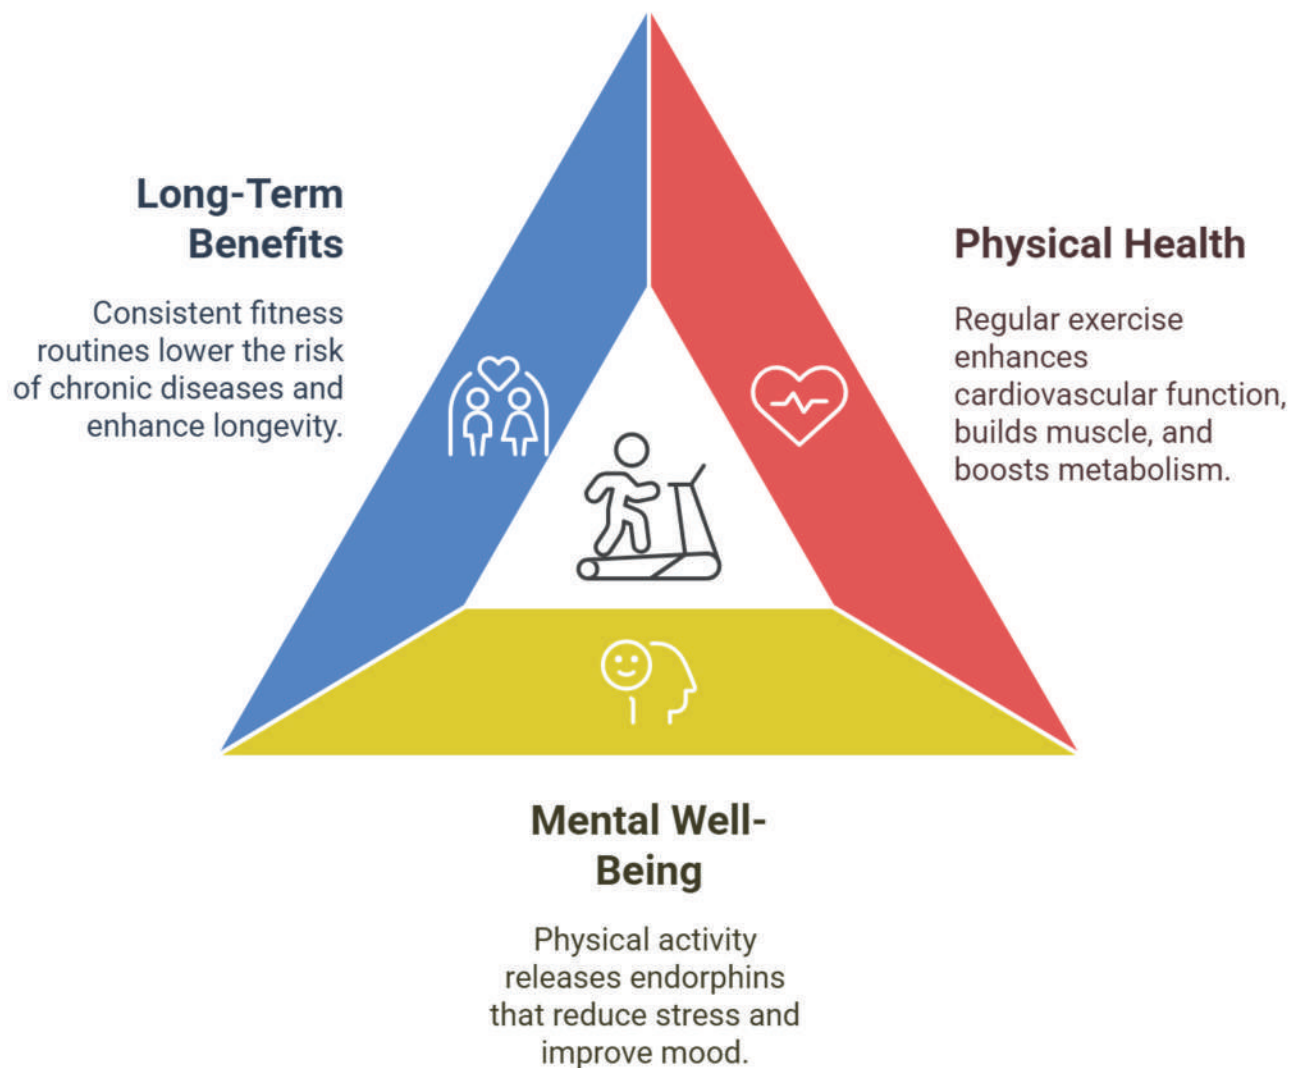 Long-Term
Benefits
Consistent fitness
routines lower the risk
of chronic diseases and
enhance longevity.
Physical Health
Regular exercise
enhances
cardiovascular function,
builds muscle, and
boosts metabolism.
Mental Well-
Being
Physical activity
releases endorphins
that reduce stress and
improve mood.